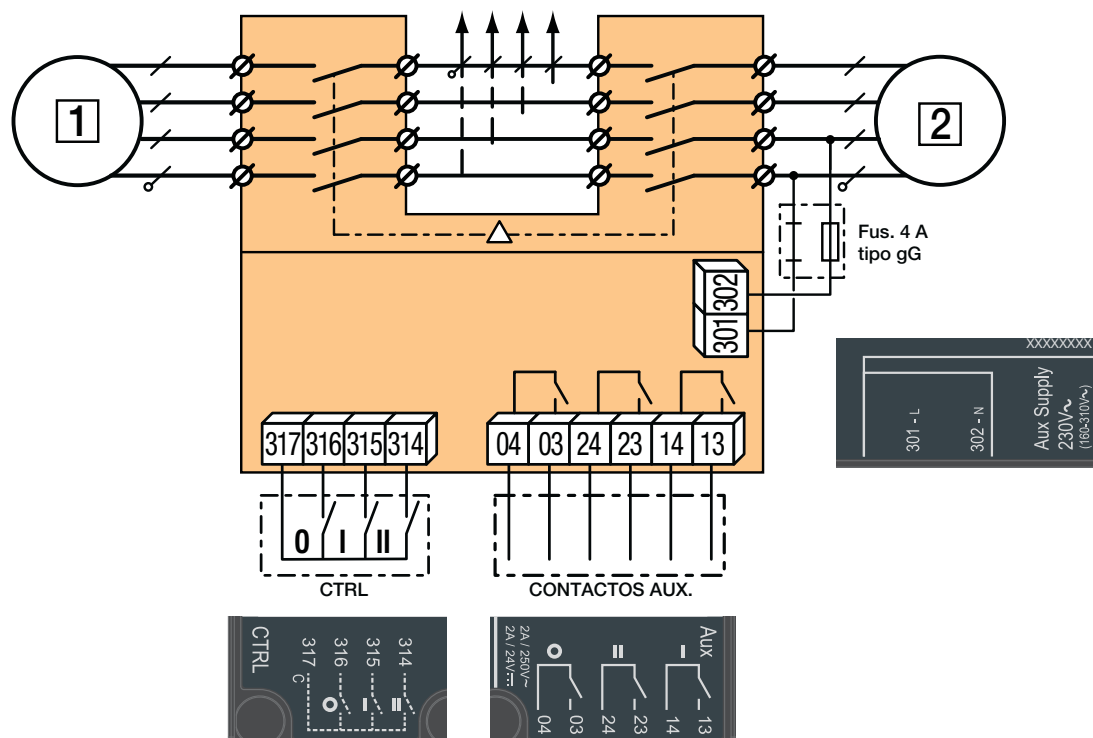 1
2
Fus. 4 A
tipo gG
302
301
317 316 315 314
04 03 24 23 14 13
0 I II
CTRL
CONTACTOS AUX.
XXXXXXXX
301 - L
302 - N
Aux Supply
230V~
(160-310V~)
CTRL
317 316 315 314
C
O I II
2A / 250V~
2A / 24V⎓
Aux
O II I
04 03 24 23 14 13